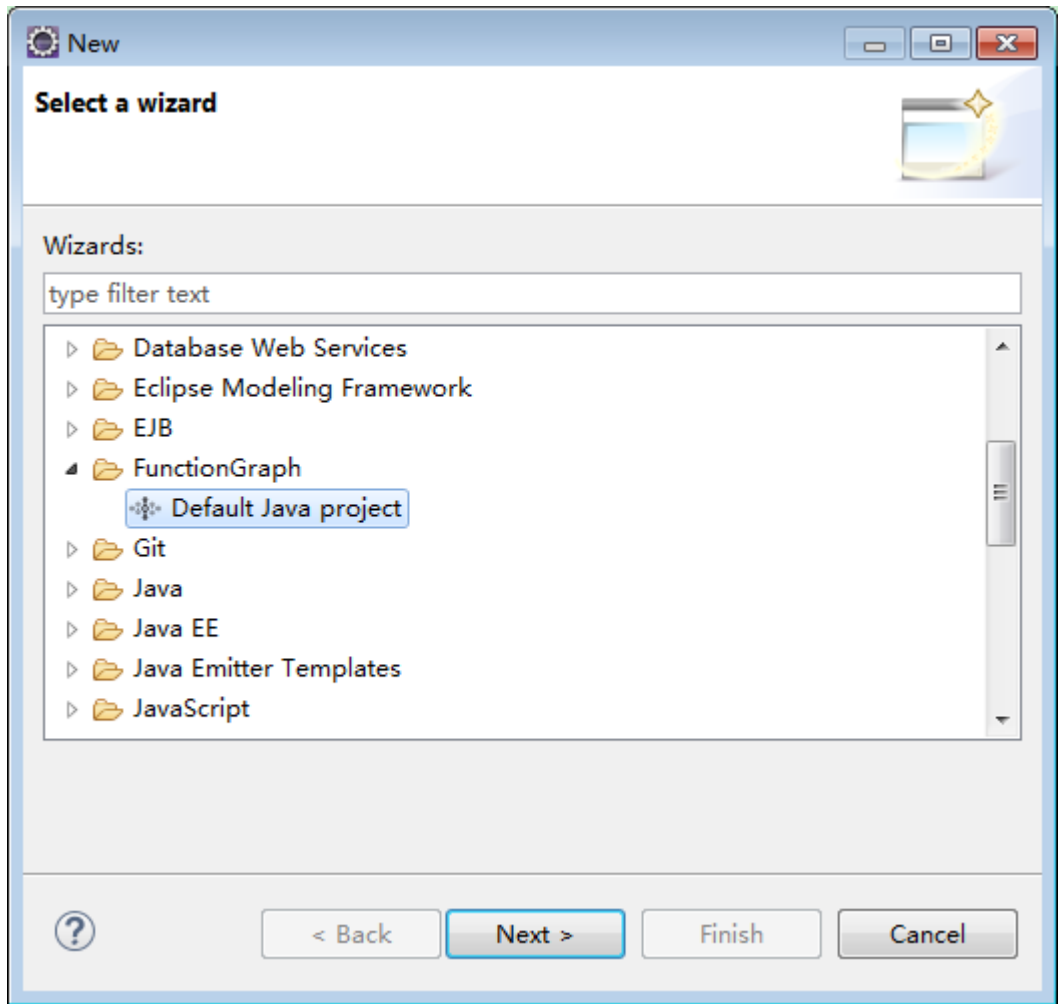 New
Select a wizard
Wizards:
type filter text
Database Web Services
Eclipse Modeling Framework
EJB
FunctionGraph
Default Java project
Git
Java
Java EE
Java Emitter Templates
JavaScript
? < Back Next > Finish Cancel